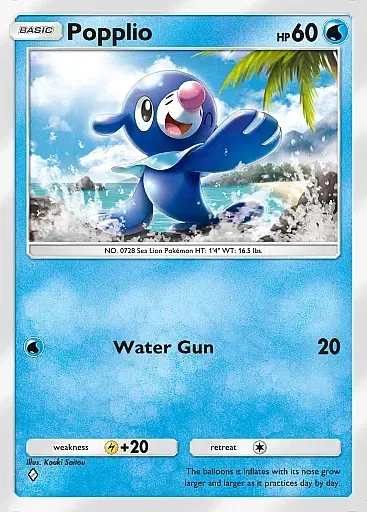 BASIC Popplio HP 60
NO. 0728 Sea Lion Pokémon HT: 1'4" WT: 16.5 lbs.
Water Gun 20
weakness +20 retreat
Illus. Kouki Saitou
The balloons it inflates with its nose grow
larger and larger as it practices day by day.